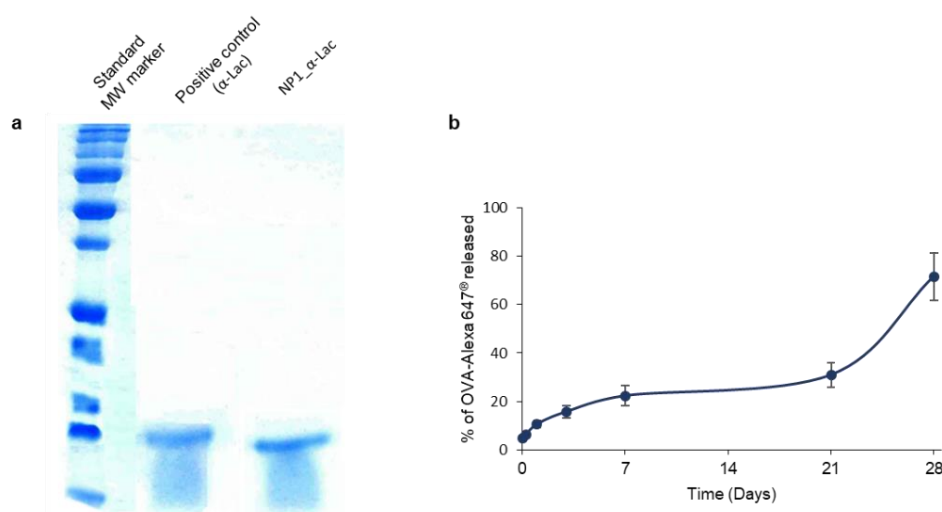 Standard
MW marker
Positive control
(α-Lac)
NP1_α-Lac
a
b
% of OVA-Alexa 647® released
100
80
60
40
20
0
0
7
14
21
28
Time (Days)